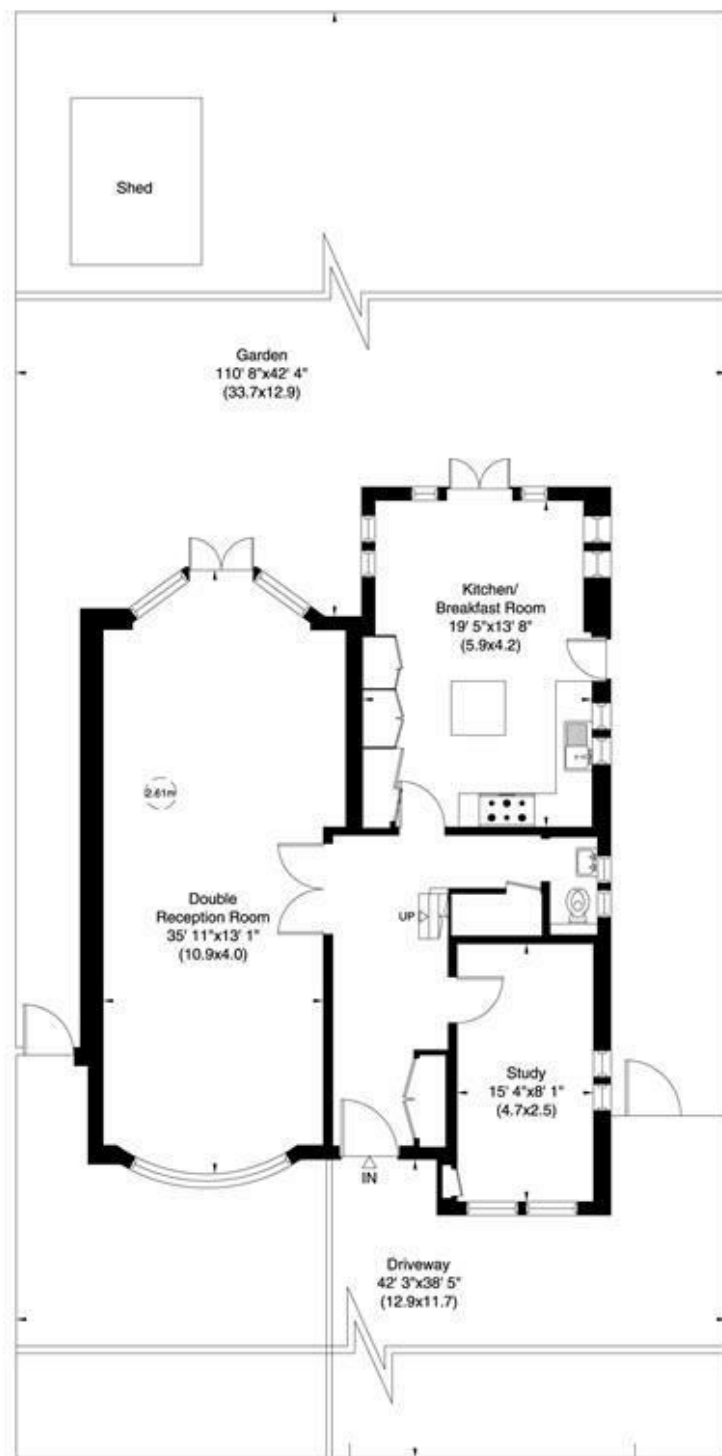 Shed
Garden
110' 8"x42' 4"
(33.7x12.9)
Kitchen/
Breakfast Room
19' 5"x13' 8"
(5.9x4.2)
2.61m
Double
Reception Room
35' 11"x13' 1"
(10.9x4.0)
UP
Study
15' 4"x8' 1"
(4.7x2.5)
IN
Driveway
42' 3"x38' 5"
(12.9x11.7)